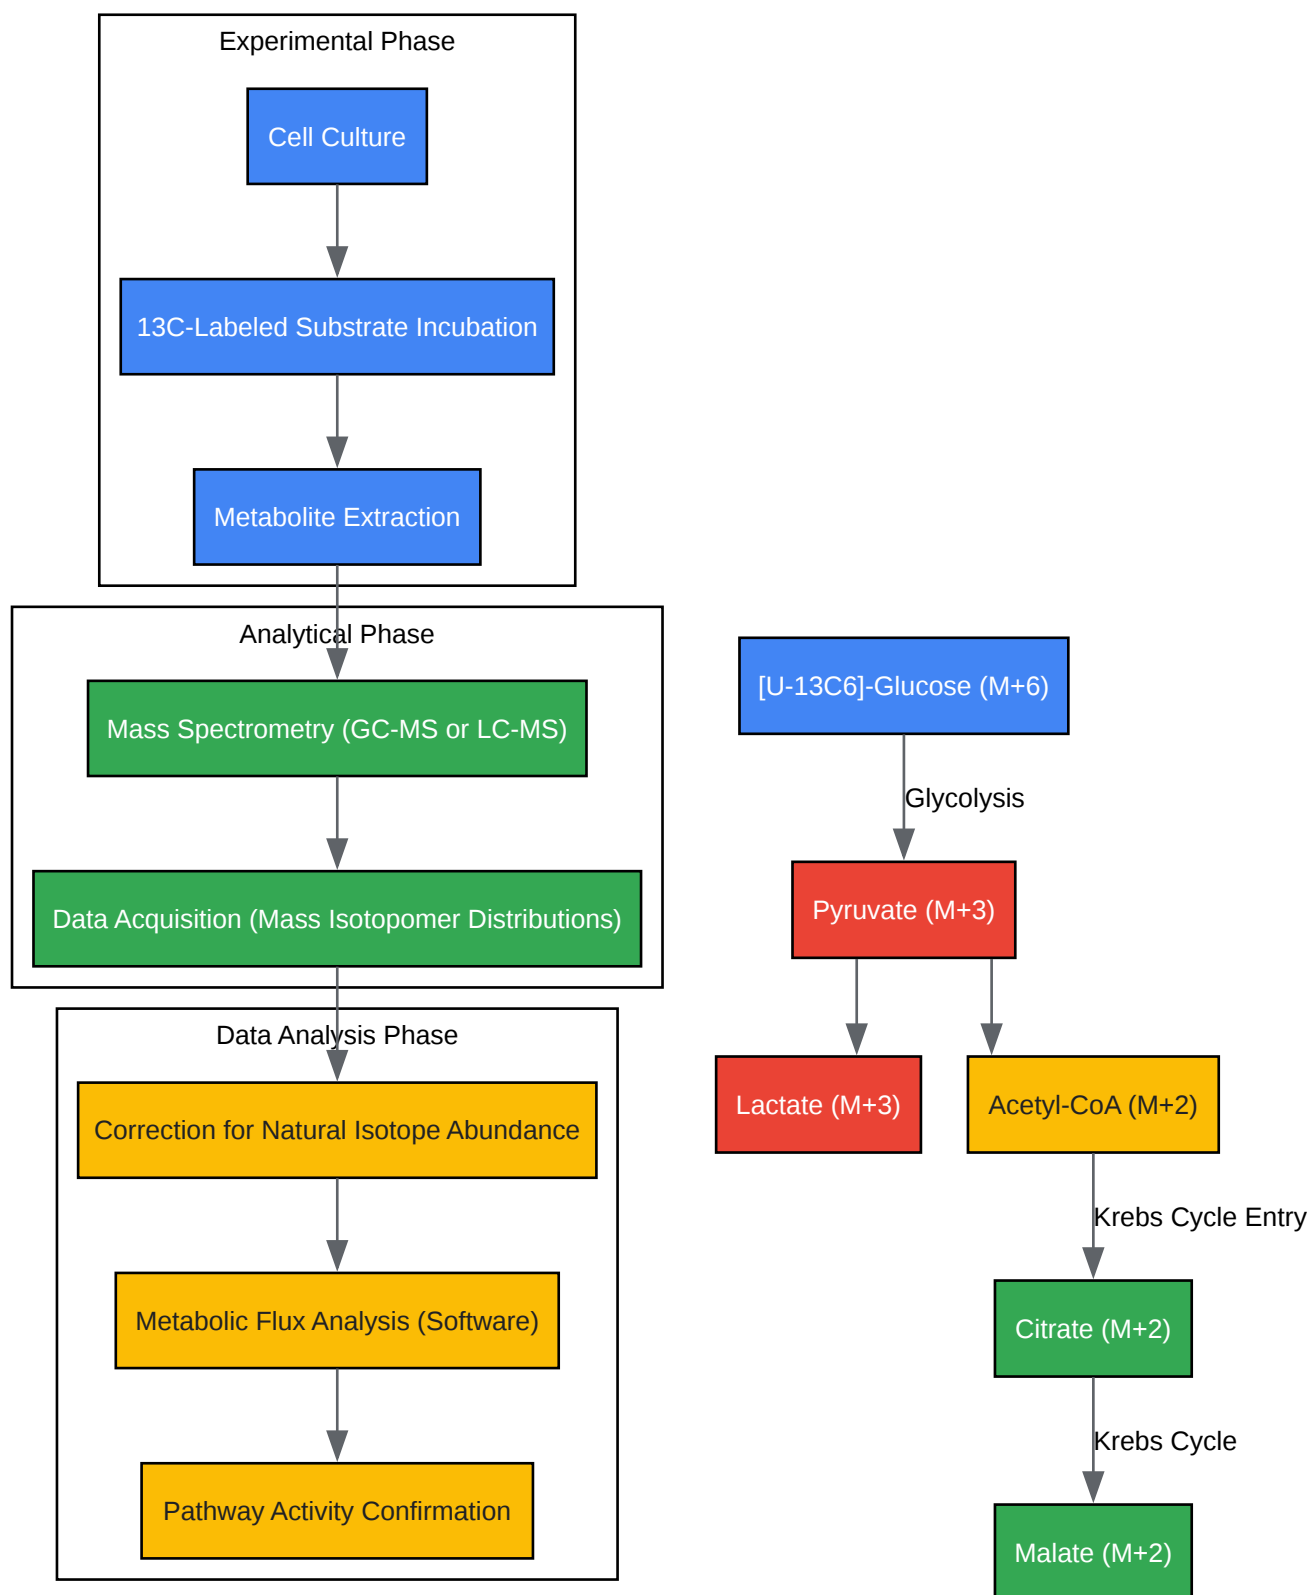 Experimental Phase
Cell Culture
13C-Labeled Substrate Incubation
Metabolite Extraction
Analytical Phase
Mass Spectrometry (GC-MS or LC-MS)
Data Acquisition (Mass Isotopomer Distributions)
Data Analysis Phase
Correction for Natural Isotope Abundance
Metabolic Flux Analysis (Software)
Pathway Activity Confirmation
[U-13C6]-Glucose (M+6)
Glycolysis
Pyruvate (M+3)
Lactate (M+3)
Acetyl-CoA (M+2)
Krebs Cycle Entry
Citrate (M+2)
Krebs Cycle
Malate (M+2)